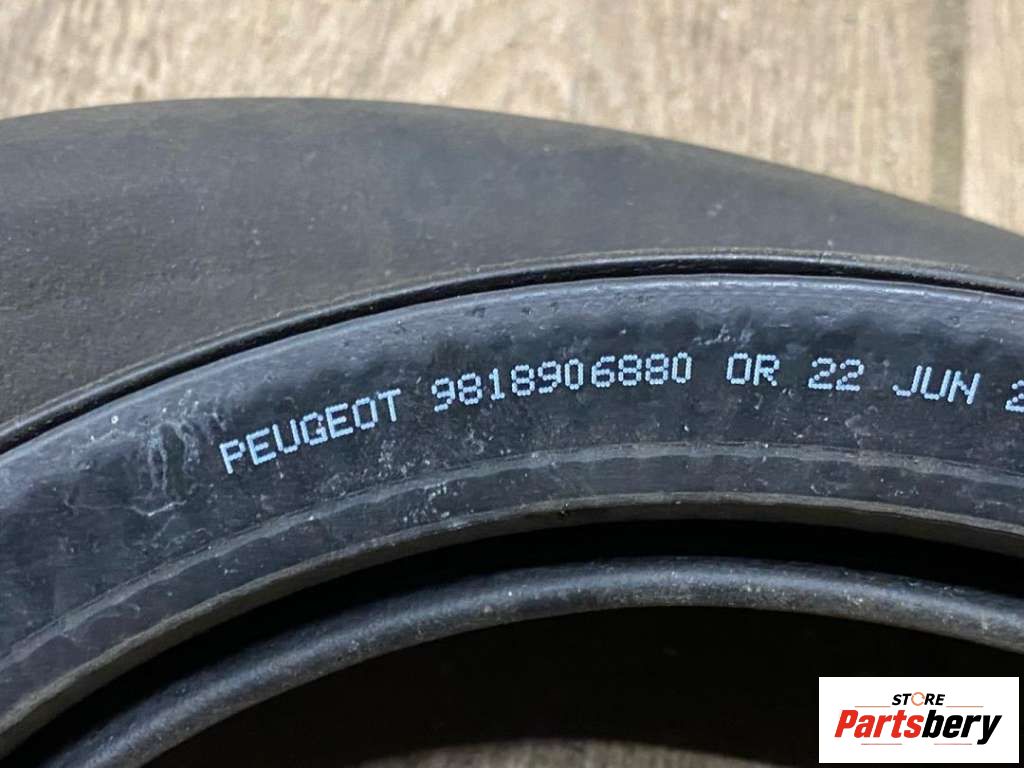 PEUGEOT 9818906880 OR 22 JUN
STORE
Partsbery